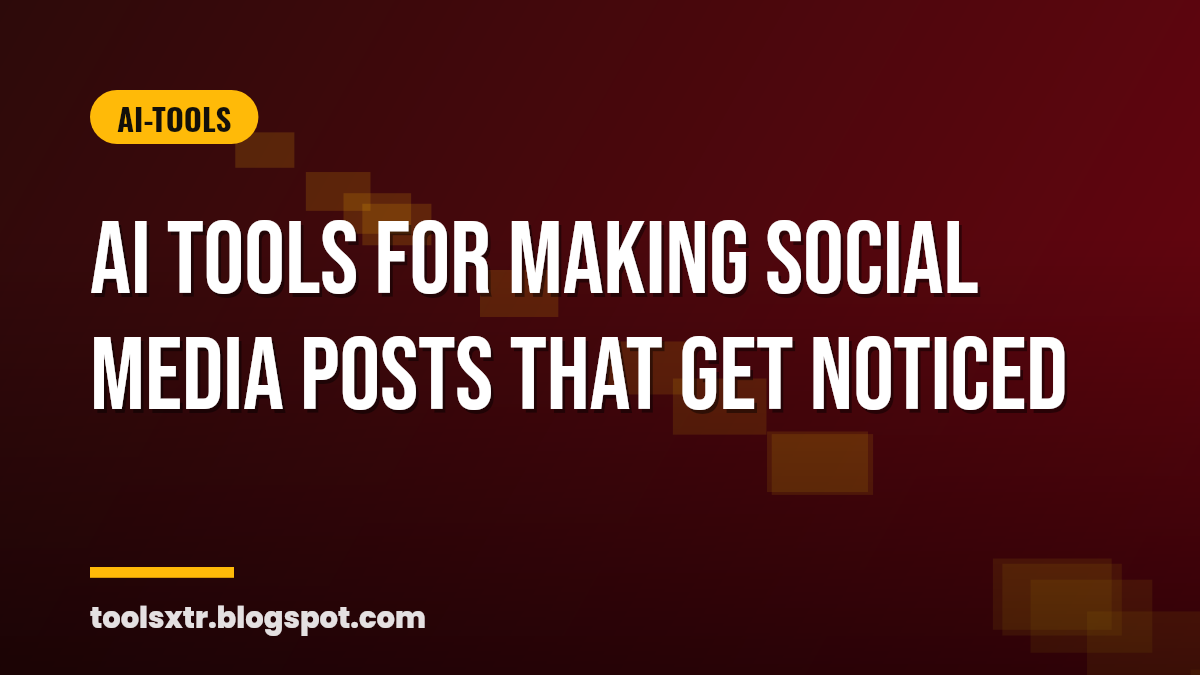 AI-TOOLS
AI TOOLS FOR MAKING SOCIAL
MEDIA POSTS THAT GET NOTICED
toolsxtr.blogspot.com